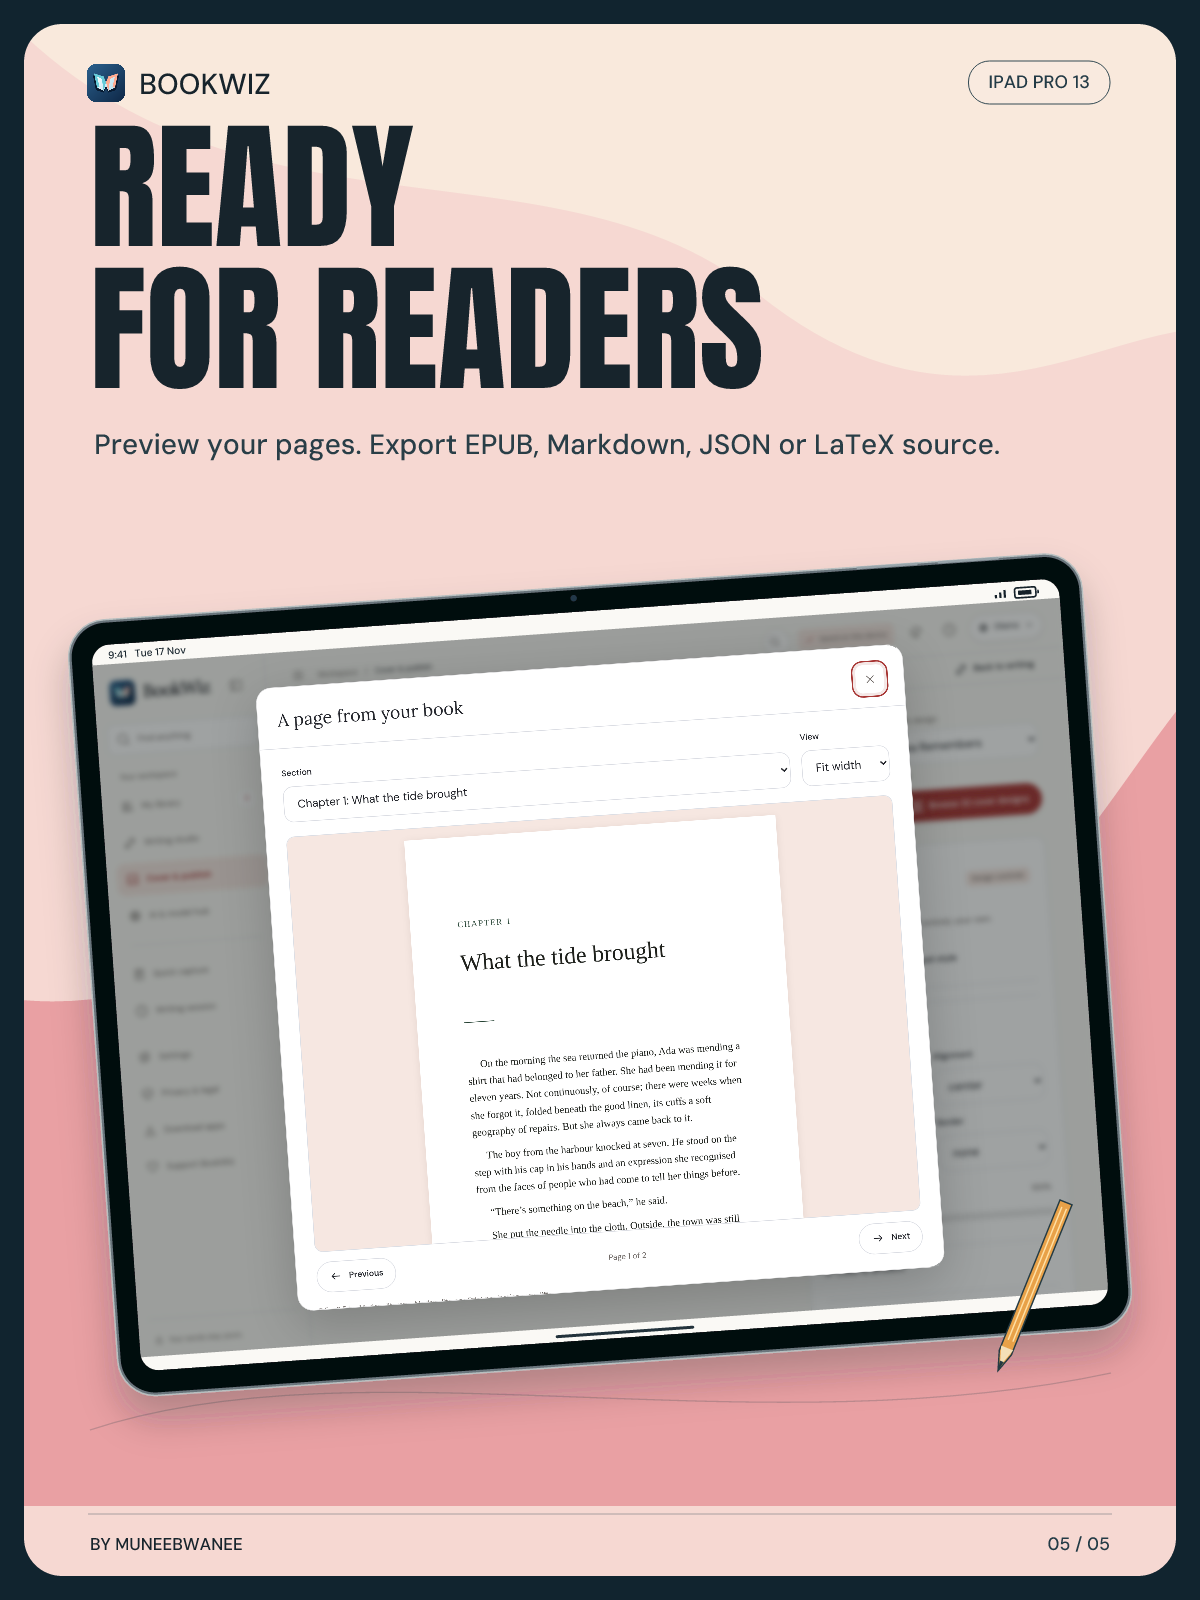 BOOKWIZ
IPAD PRO 13
READY
FOR READERS
Preview your pages. Export EPUB, Markdown, JSON or LaTeX source.
9:41 Tue 17 Nov
BookWiz
A page from your book
Section
View
Chapter 1: What the tide brought
Fit width
CHAPTER 1
What the tide brought
On the morning the sea returned the piano, Ada was mending a
shirt that had belonged to her father. She had been mending it for
eleven years. Not continuously, of course; there were weeks when
she forgot it, folded beneath the good linen, its cuffs a soft
geography of repairs. But she always came back to it.
The boy from the harbour knocked at seven. He stood on the
step with his cap in his hands and an expression she recognised
from the faces of people who had come to tell her things before.
“There’s something on the beach,” he said.
She put the needle into the cloth. Outside, the town was still
Previous
Page 1 of 2
Next
BY MUNEEBWANEE
05 / 05